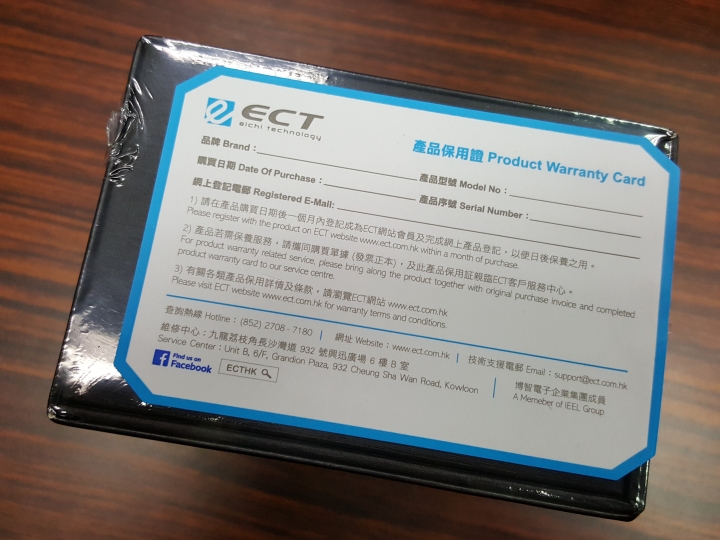 ECT
eichi technology
產品保用證 Product Warranty Card
品牌 Brand :
購買日期 Date Of Purchase :
產品型號 Model No :
網上登記電郵 Registered E-Mail:
產品序號 Serial Number :
1) 請在產品購買日期後一個月內登記成為ECT網站會員及完成網上產品登記，以便日後保養之用。
Please register with the product on ECT website www.ect.com.hk within a month of purchase.
2) 產品若需保養服務，請攜同購買單據 (發票正本)，及此產品保用証親臨ECT客戶服務中心。
For product warranty related service, please bring along the product together with original purchase invoice and completed
product warranty card to our service centre.
3) 有關各類產品保用詳情及條款，請瀏覽ECT網站 www.ect.com.hk
Please visit ECT website www.ect.com.hk for warranty terms and conditions.
查詢熱線 Hotline : (852) 2708 - 7180 | 網址 Website : www.ect.com.hk | 技術支援電郵 Email : support@ect.com.hk
維修中心 : 九龍荔枝角長沙灣道 932 號興迅廣場 6 樓 B 室
Service Center : Unit B, 6/F, Grandion Plaza, 932 Cheung Sha Wan Road, Kowloon
博智電子企業集團成員
A Memeber of IEEL Group
Find us on
Facebook
ECTHK